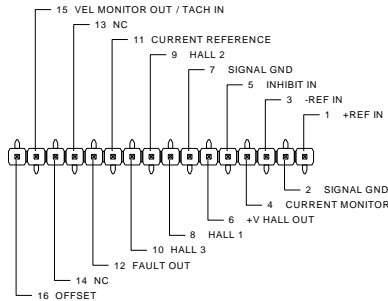 15 VEL MONITOR OUT / TACH IN
13 NC
11 CURRENT REFERENCE
9 HALL 2
7 SIGNAL GND
5 INHIBIT IN
3 -REF IN
1 +REF IN
2 SIGNAL GND
4 CURRENT MONITOR
6 +V HALL OUT
8 HALL 1
10 HALL 3
12 FAULT OUT
14 NC
16 OFFSET